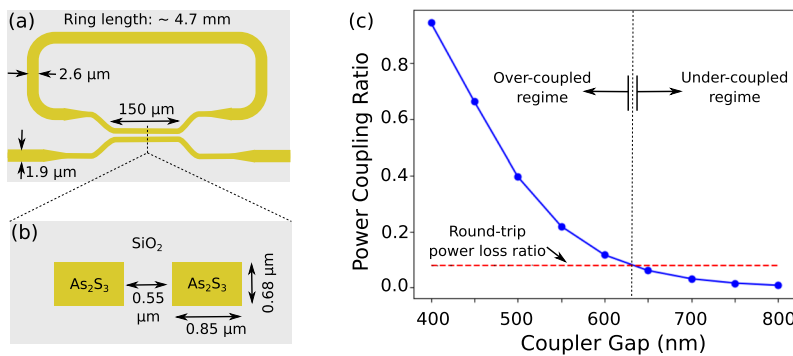 (a)
Ring length: ~ 4.7 mm
2.6 μm
150 μm
1.9 μm
(b)
SiO₂
As₂S₃
As₂S₃
0.55
μm
0.68 μm
0.85 μm
(c)
Power Coupling Ratio
0.8
0.6
0.4
0.2
0.0
Over-coupled
regime
Under-coupled
regime
Round-trip
power loss ratio
400
500
600
700
800
Coupler Gap (nm)